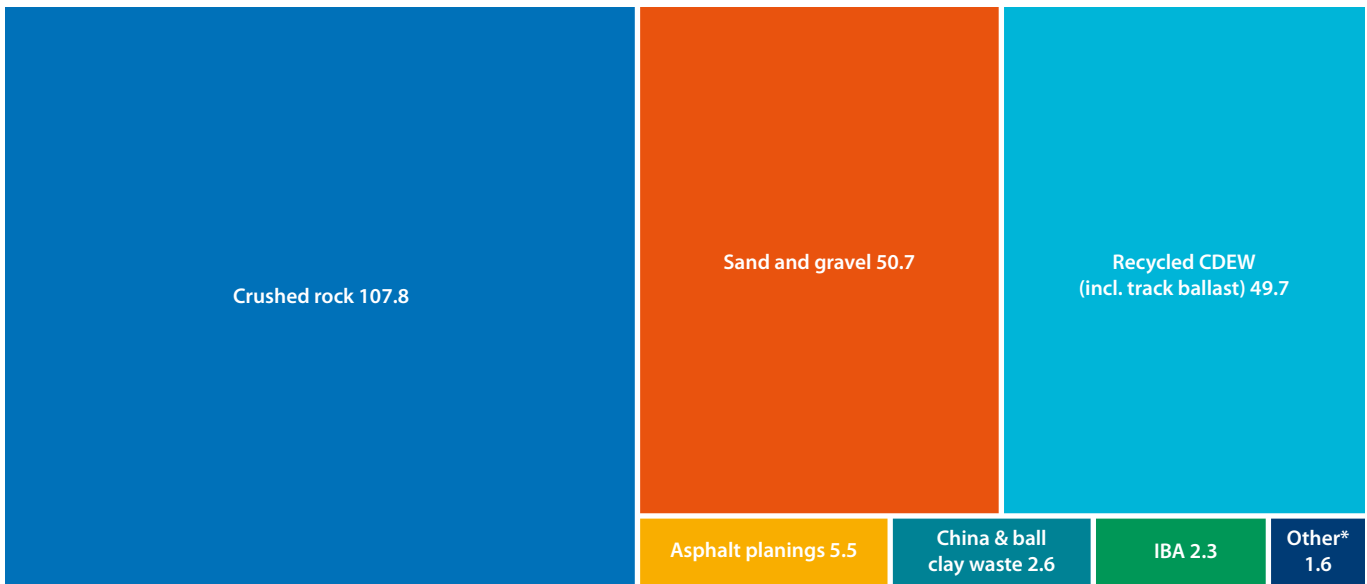 Crushed rock 107.8
Sand and gravel 50.7
Recycled CDEW
(incl. track ballast) 49.7
Asphalt planings 5.5
China & ball
clay waste 2.6
IBA 2.3
Other*
1.6